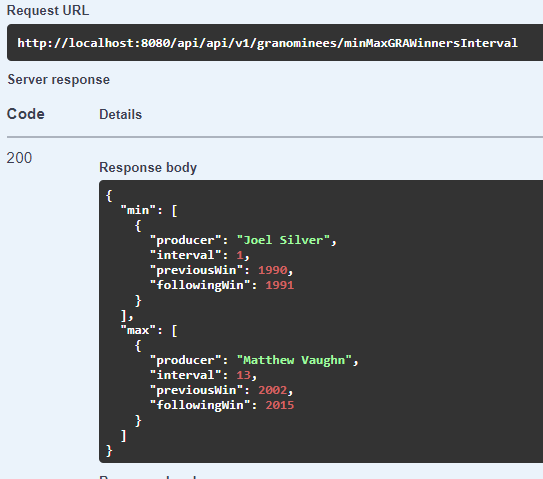 Request URL
http://localhost:8080/api/api/v1/granominees/minMaxGRAWinnersInterval
Server response
Code Details
200
Response body
{
"min": [
{
"producer": "Joel Silver",
"interval": 1,
"previousWin": 1990,
"followingWin": 1991
}
],
"max": [
{
"producer": "Matthew Vaughn",
"interval": 13,
"previousWin": 2002,
"followingWin": 2015
}
]
}